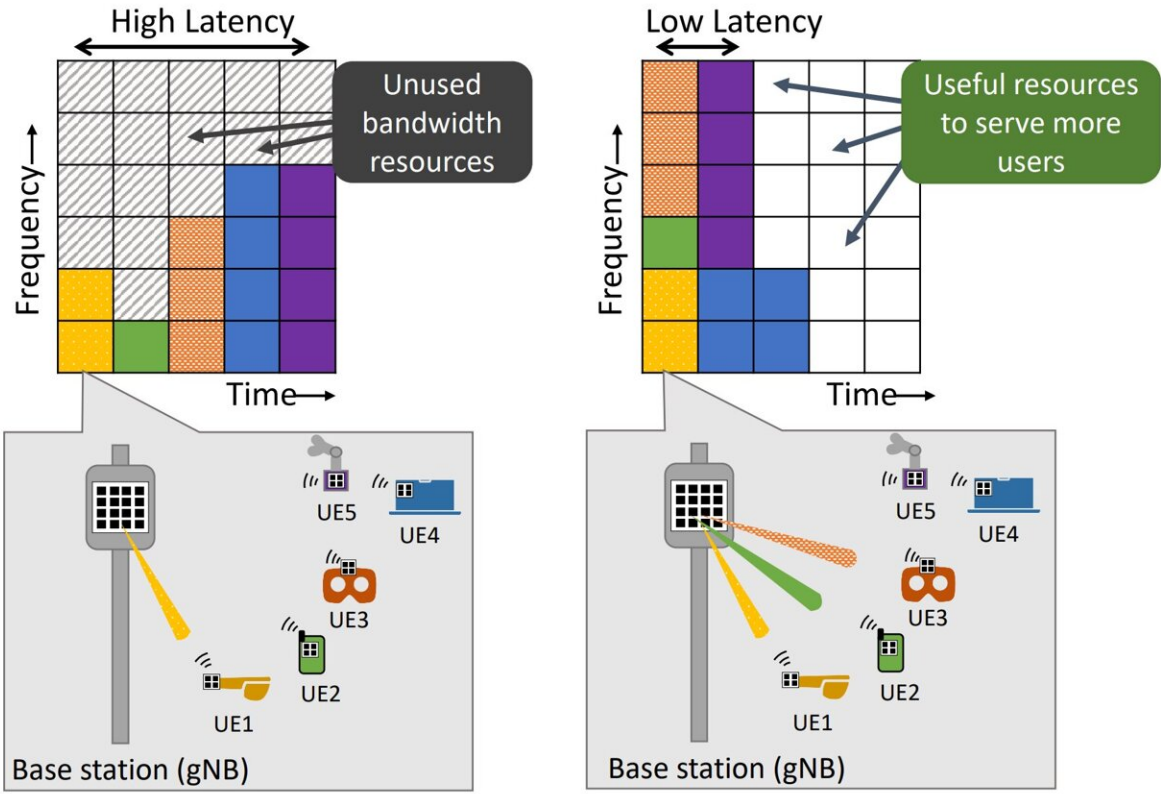 High Latency
Unused
bandwidth
resources
Frequency
Time
UE5
UE4
UE3
UE2
UE1
Base station (gNB)
Low Latency
Useful resources
to serve more
users
Frequency
Time
UE5
UE4
UE3
UE2
UE1
Base station (gNB)